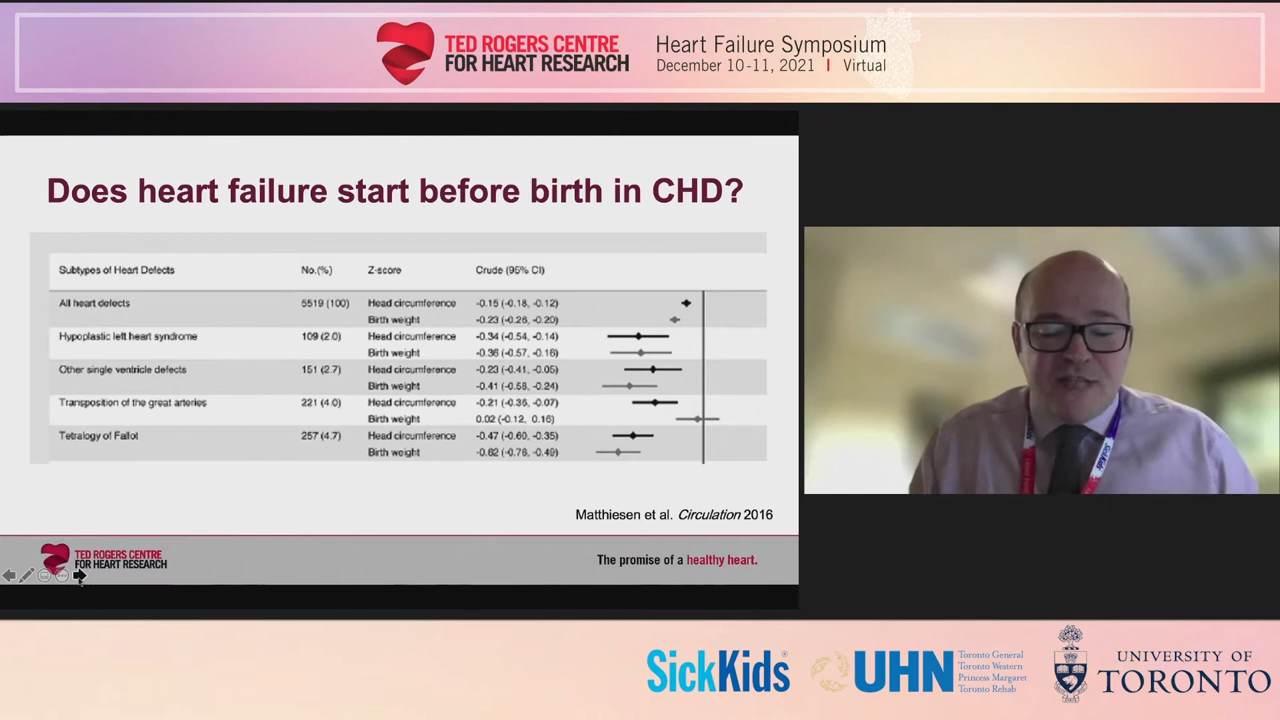 TED ROGERS CENTRE
FOR HEART RESEARCH
Heart Failure Symposium
December 10-11, 2021 | Virtual
Does heart failure start before birth in CHD?
Subtypes of Heart Defects No.(%) Z-score Crude (95% CI)
All heart defects 5519 (100) Head circumference -0.15 (-0.18, -0.12)
Birth weight -0.23 (-0.26, -0.20)
Hypoplastic left heart syndrome 109 (2.0) Head circumference -0.34 (-0.54, -0.14)
Birth weight -0.36 (-0.57, -0.16)
Other single ventricle defects 151 (2.7) Head circumference -0.23 (-0.41, -0.05)
Birth weight -0.41 (-0.58, -0.24)
Transposition of the great arteries 221 (4.0) Head circumference -0.21 (-0.36, -0.07)
Birth weight 0.02 (-0.12, 0.16)
Tetralogy of Fallot 257 (4.7) Head circumference -0.47 (-0.60, -0.35)
Birth weight -0.62 (-0.76, -0.49)
Matthiesen et al. Circulation 2016
TED ROGERS CENTRE
FOR HEART RESEARCH
The promise of a healthy heart.
SickKids
SickKids®
UHN
Toronto General
Toronto Western
Princess Margaret
Toronto Rehab
UNIVERSITY OF
TORONTO